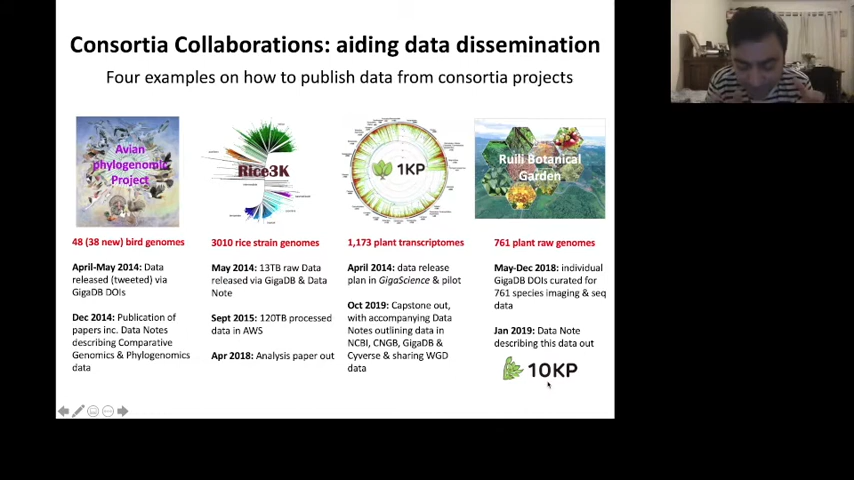 Consortia Collaborations: aiding data dissemination
Four examples on how to publish data from consortia projects
Avian
phylogenomic
Project
48 (38 new) bird genomes
April-May 2014: Data
released (tweeted) via
GigaDB DOIs
Dec 2014: Publication of
papers inc. Data Notes
describing Comparative
Genomics & Phylogenomics
data
Rice3K
3010 rice strain genomes
May 2014: 13TB raw Data
released via GigaDB & Data
Note
Sept 2015: 120TB processed
data in AWS
Apr 2018: Analysis paper out
1KP
1,173 plant transcriptomes
April 2014: data release
plan in GigaScience & pilot
Oct 2019: Capstone out,
with accompanying Data
Notes outlining data in
NCBI, CNGB, GigaDB &
Cyverse & sharing WGD
data
Ruili Botanical
Garden
761 plant raw genomes
May-Dec 2018: individual
GigaDB DOIs curated for
761 species imaging & seq
data
Jan 2019: Data Note
describing this data out
10KP